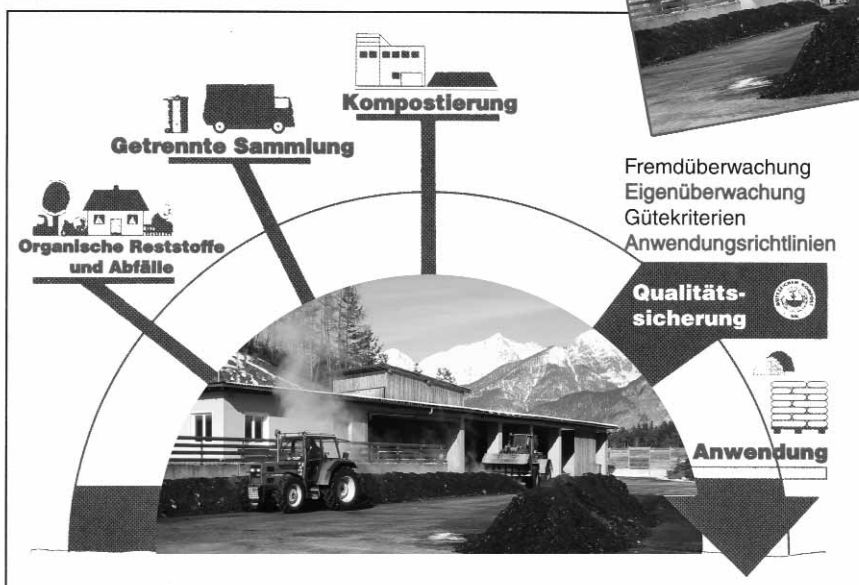 Kompostierung
Getrennte Sammlung
Organische Reststoffe
und Abfälle
Fremdüberwachung
Eigenüberwachung
Gütekriterien
Anwendungsrichtlinien
Qualitäts-
sicherung
Anwendung